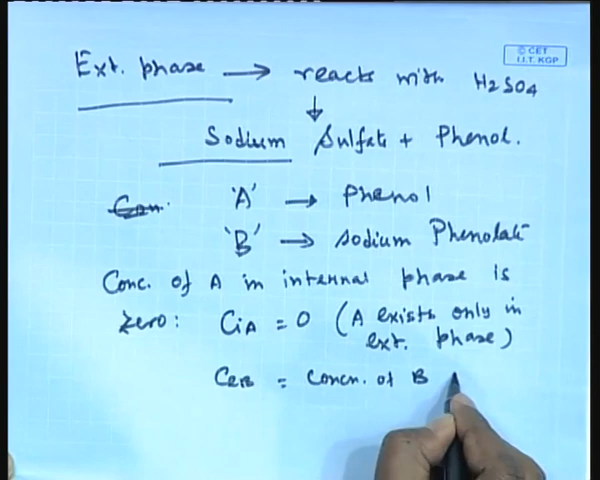 © CET
I.I.T. KGP
Ext. phase → reacts with H2SO4
↓
Sodium Sulfate + Phenol.
'A' → Phenol
'B' → Sodium Phenolate
Conc. of A in internal phase is
zero: CiA = 0 (A exists only in
ext. phase)
CeB = Concn. of B